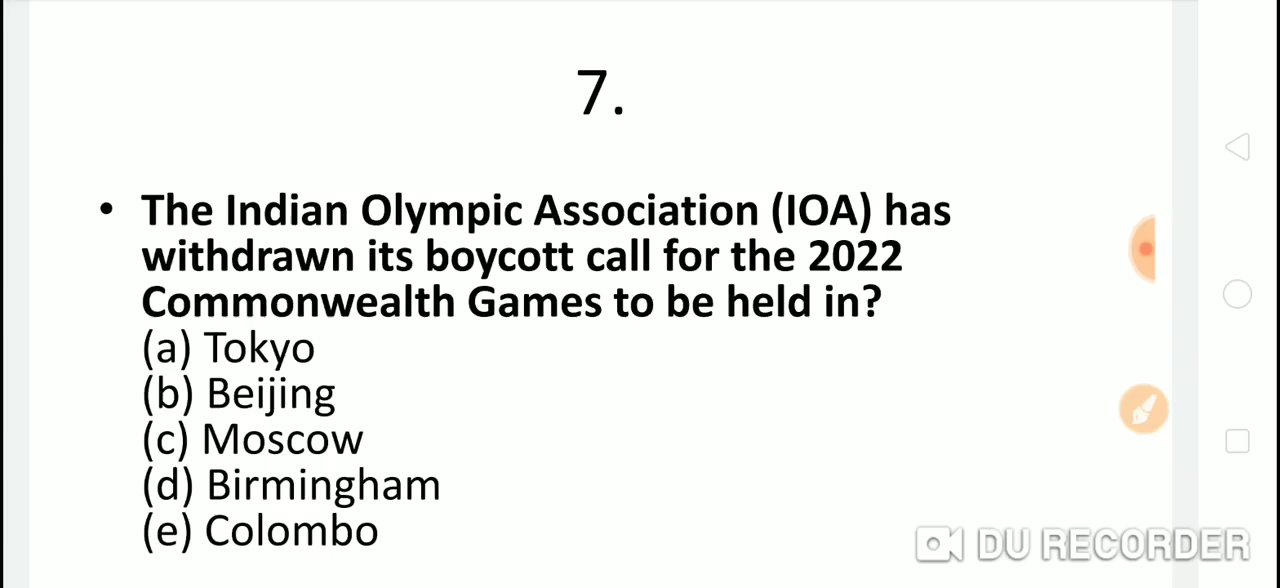 7.
• The Indian Olympic Association (IOA) has
withdrawn its boycott call for the 2022
Commonwealth Games to be held in?
(a) Tokyo
(b) Beijing
(c) Moscow
(d) Birmingham
(e) Colombo
DU RECORDER